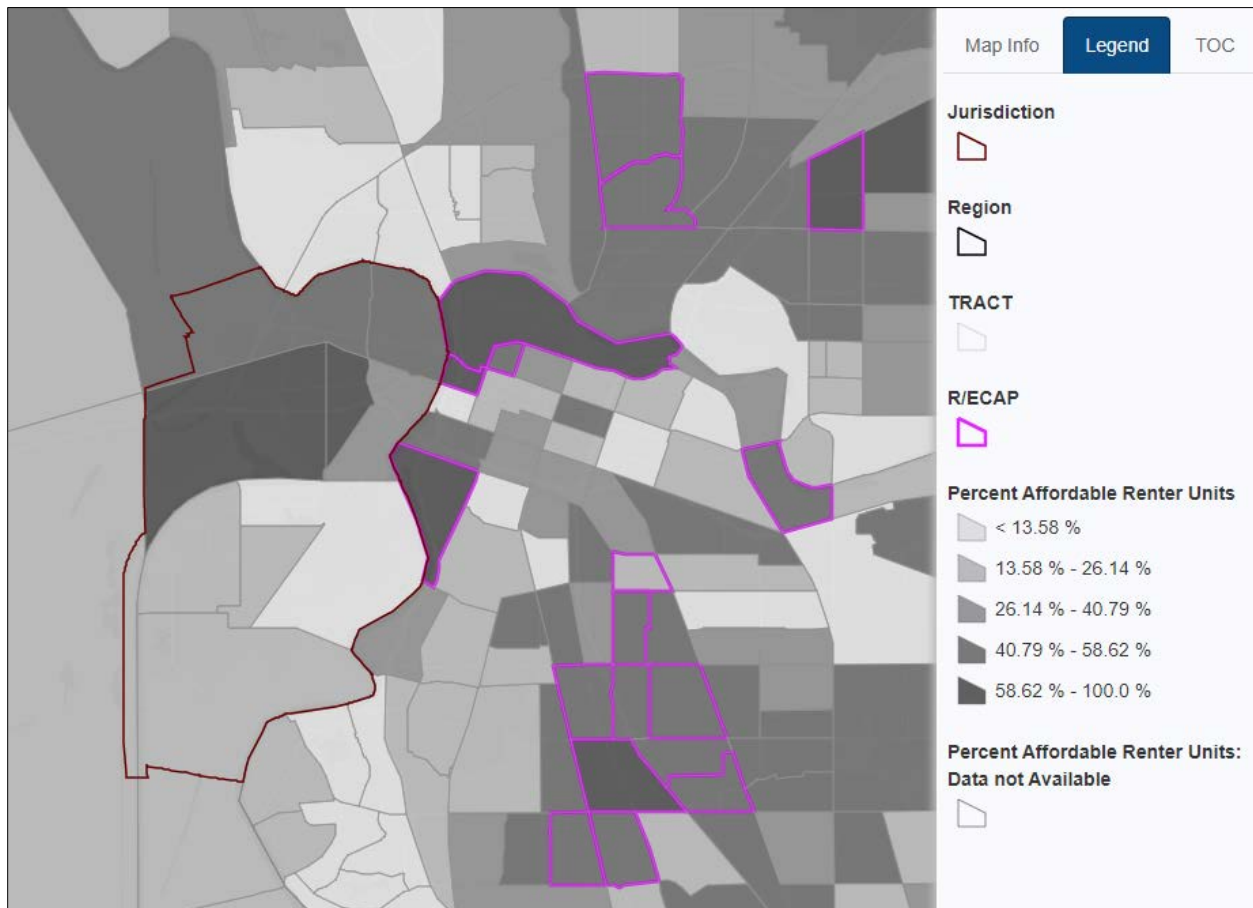 Map Info Legend TOC
Jurisdiction
Region
TRACT
R/ECAP
Percent Affordable Renter Units
< 13.58 %
13.58 % - 26.14 %
26.14 % - 40.79 %
40.79 % - 58.62 %
58.62 % - 100.0 %
Percent Affordable Renter Units:
Data not Available